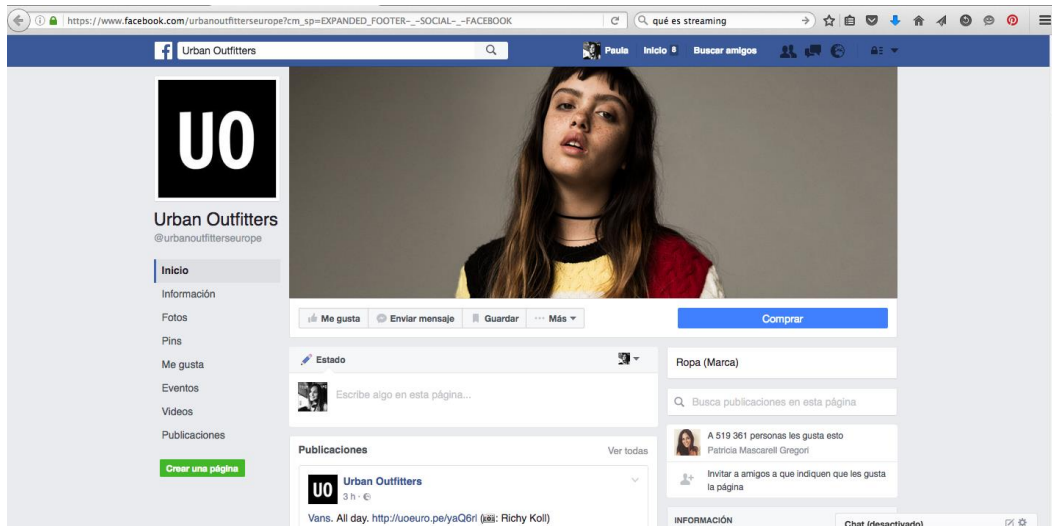 https://www.facebook.com/urbanoutfitterseurope?cm_sp=EXPANDED_FOOTER-_-SOCIAL-_-FACEBOOK
qué es streaming
Urban Outfitters
Paula
Inicio 8
Buscar amigos
UO
Urban Outfitters
@urbanoutfitterseurope
Inicio
Información
Fotos
Pins
Me gusta
Eventos
Videos
Publicaciones
Crear una página
Me gusta
Enviar mensaje
Guardar
Más
Comprar
Estado
Escribe algo en esta página...
Publicaciones
Ver todas
UO
Urban Outfitters
3 h
Vans. All day. http://uoeuro.pe/yaQ6rl (📷: Richy Koll)
Ropa (Marca)
Busca publicaciones en esta página
A 519 361 personas les gusta esto
Patricia Mascarell Gregori
Invitar a amigos a que indiquen que les gusta
la página
INFORMACIÓN
Chat (desactivado)